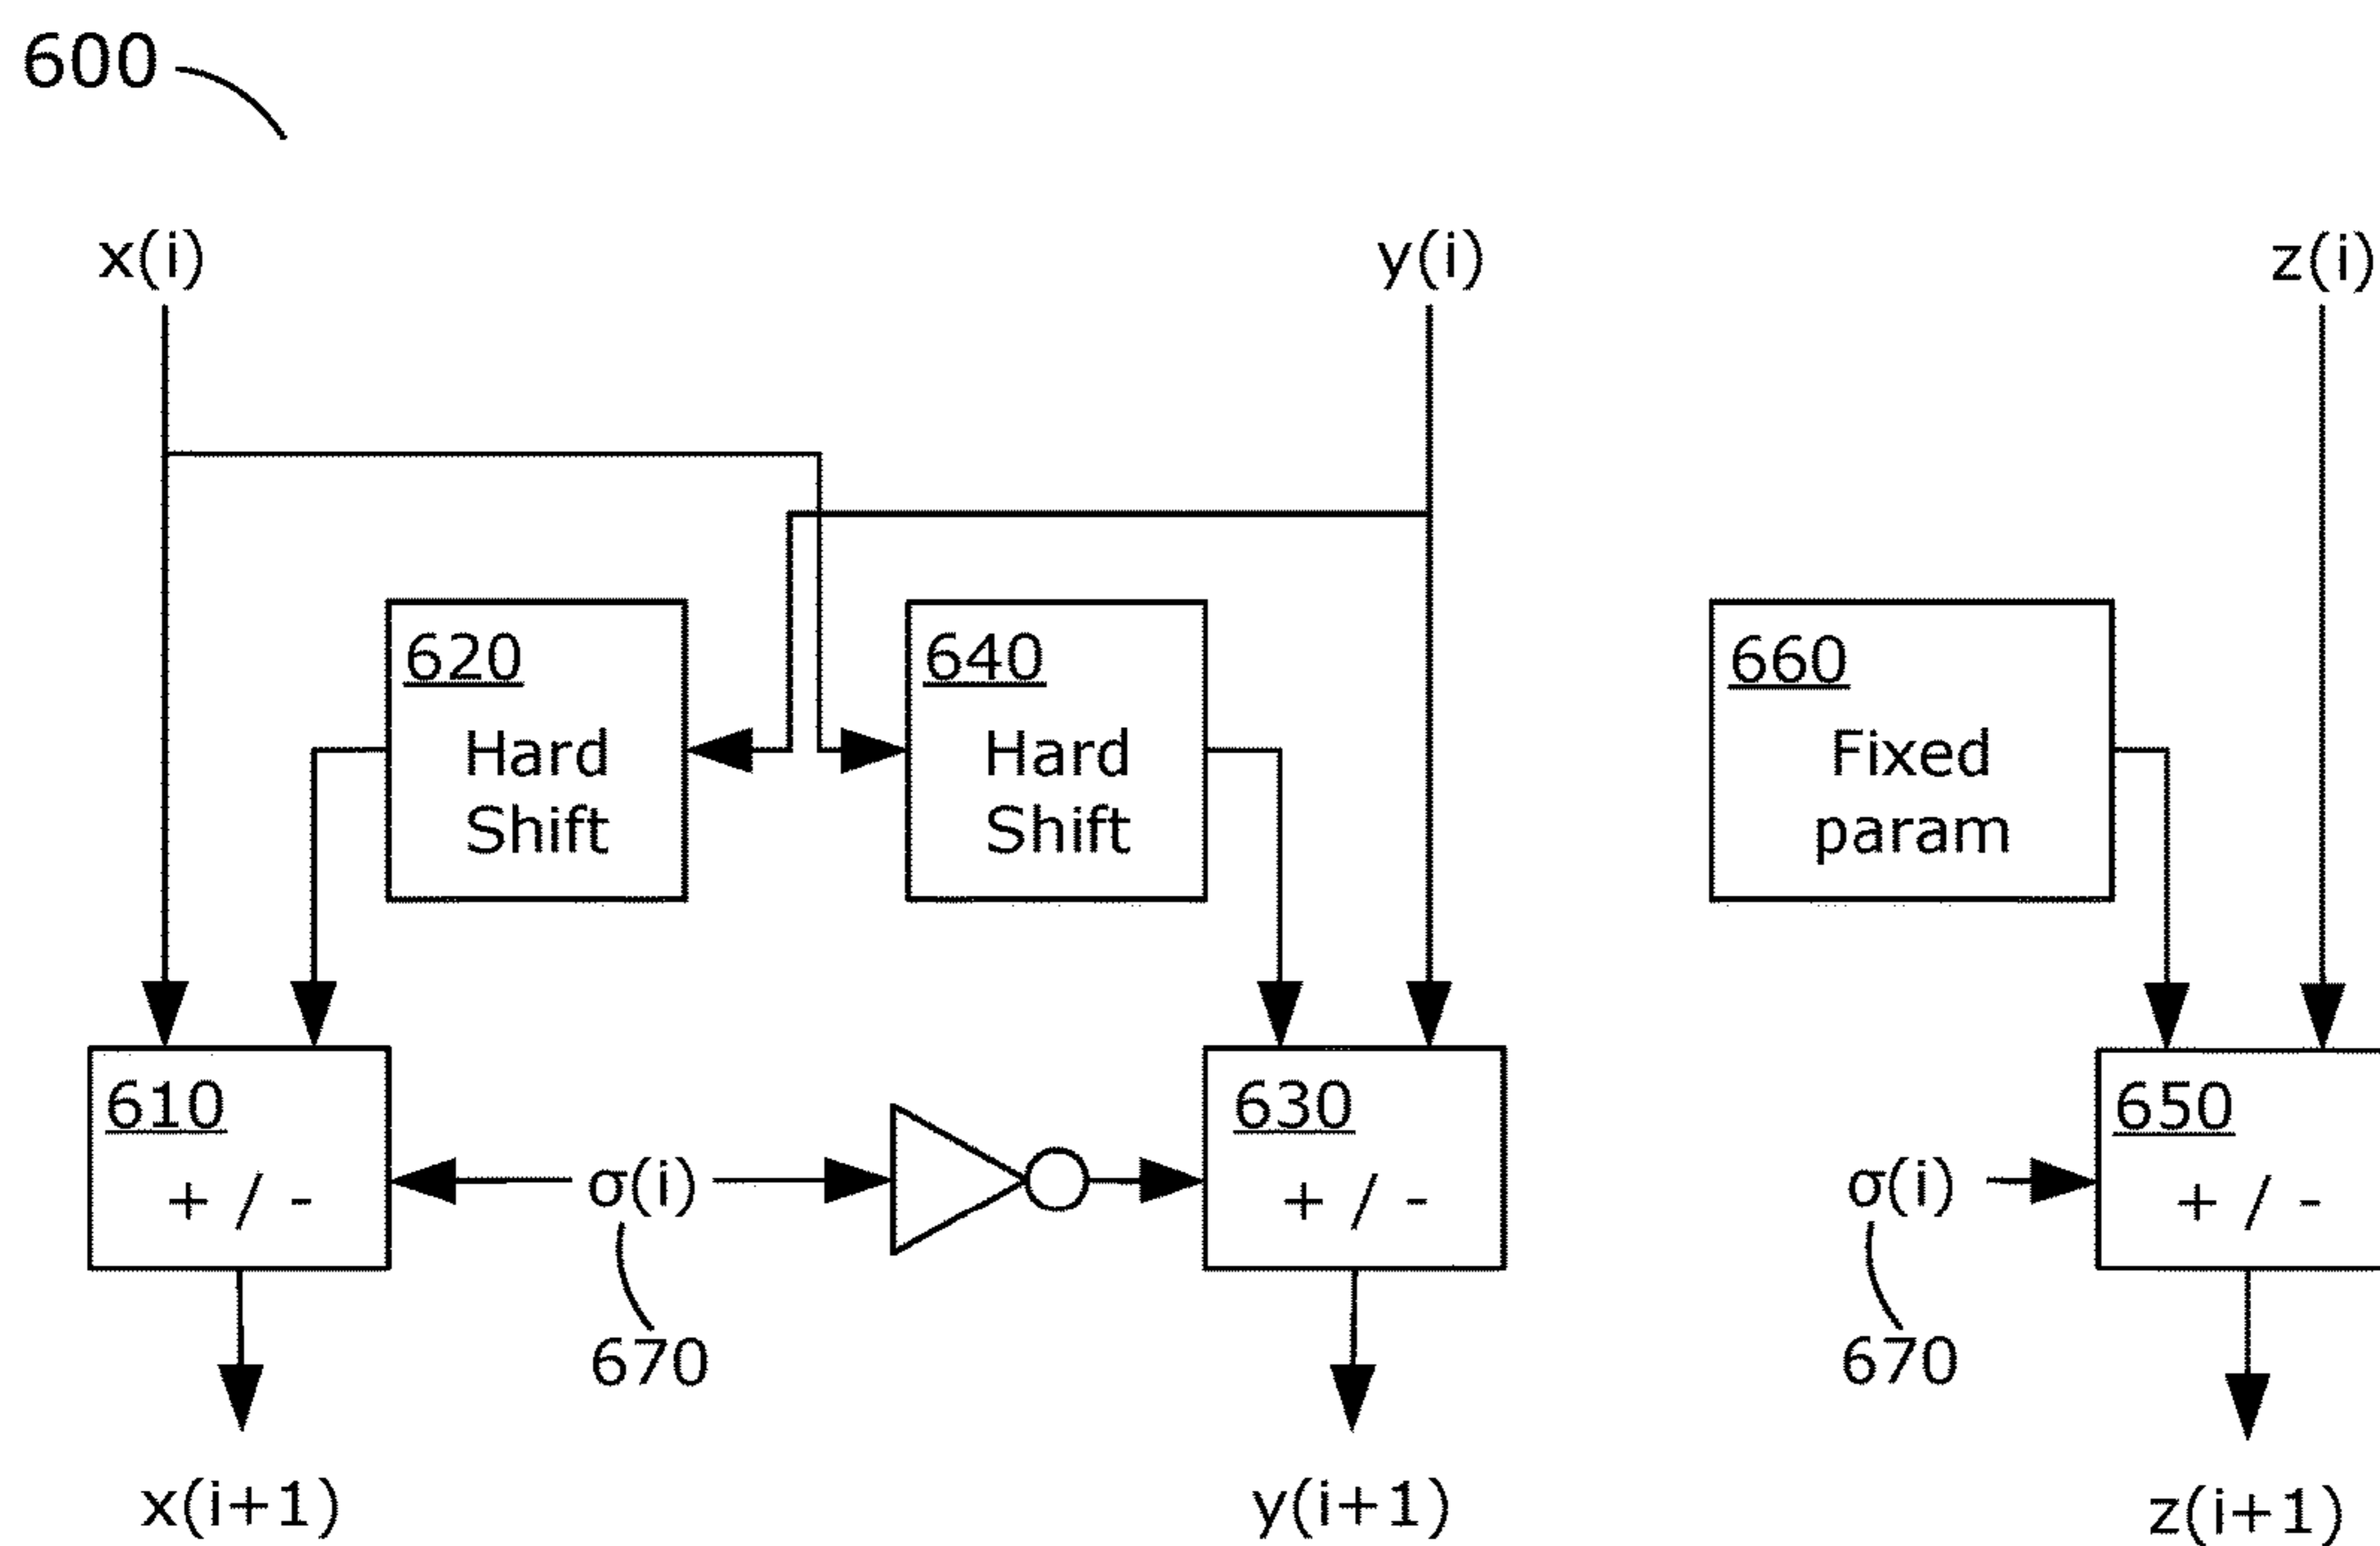 600
x(i)
y(i)
z(i)
620
Hard
Shift
640
Hard
Shift
660
Fixed
param
610
+ / -
σ(i)
670
630
+ / -
σ(i)
670
650
+ / -
x(i+1)
y(i+1)
z(i+1)